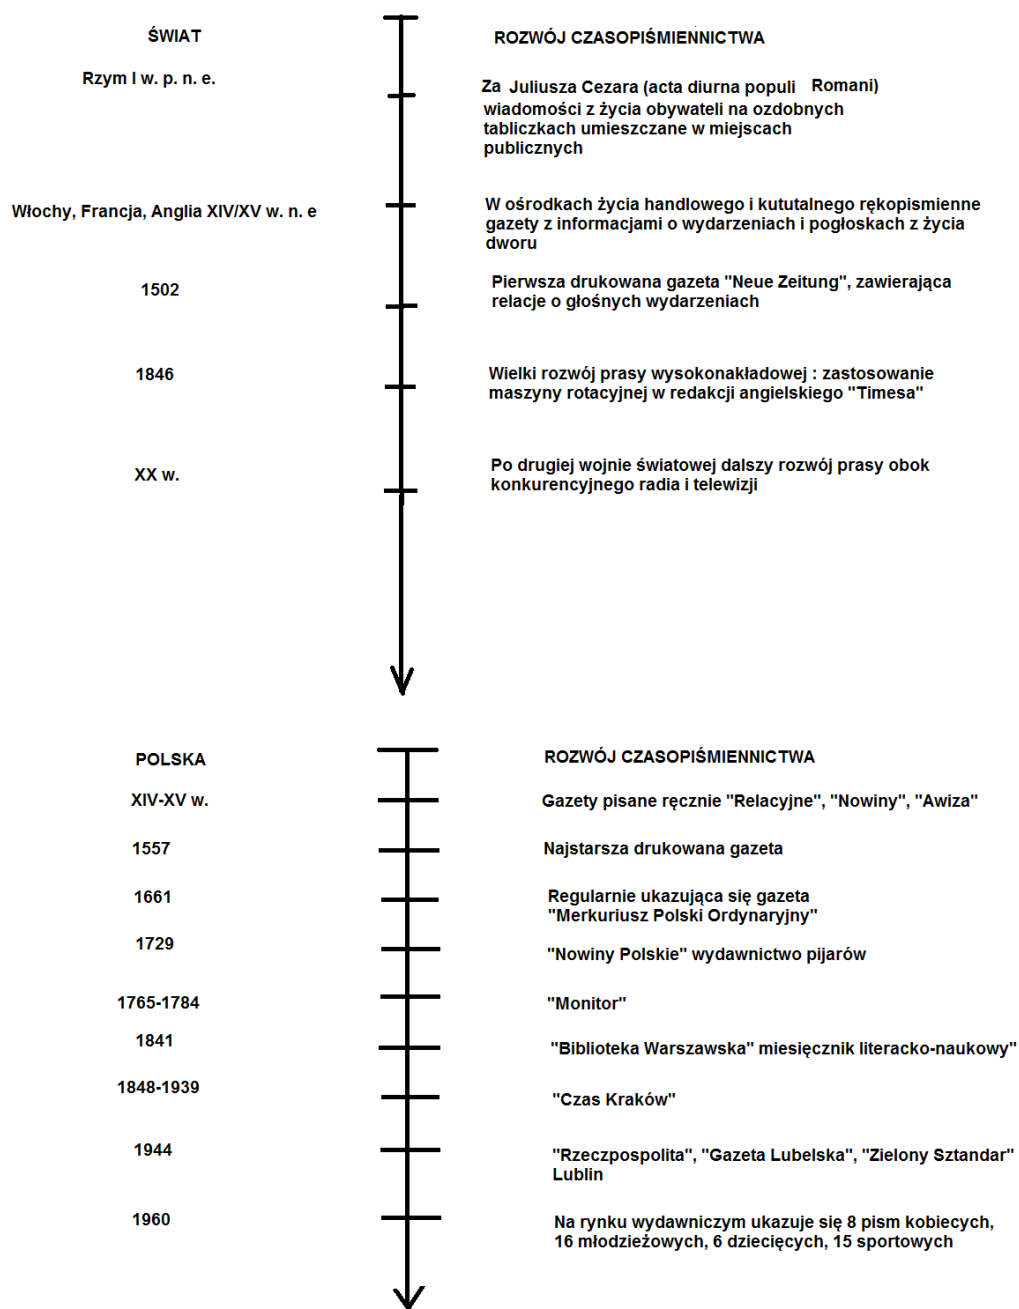 ŚWIAT
ROZWÓJ CZASOPIŚMIENNICTWA
Rzym I w. p. n. e.
Za Juliusza Cezara (acta diurna populi Romani)
wiadomości z życia obywateli na ozdobnych
tabliczkach umieszczane w miejscach
publicznych
Włochy, Francja, Anglia XIV/XV w. n. e
W ośrodkach życia handlowego i kututalnego rękopismienne
gazety z informacjami o wydarzeniach i pogłoskach z życia
dworu
1502
Pierwsza drukowana gazeta "Neue Zeitung", zawierająca
relacje o głośnych wydarzeniach
1846
Wielki rozwój prasy wysokonakładowej : zastosowanie
maszyny rotacyjnej w redakcji angielskiego "Timesa"
XX w.
Po drugiej wojnie światowej dalszy rozwój prasy obok
konkurencyjnego radia i telewizji
POLSKA
ROZWÓJ CZASOPIŚMIENNICTWA
XIV-XV w.
Gazety pisane ręcznie "Relacyjne", "Nowiny", "Awiza"
1557
Najstarsza drukowana gazeta
1661
Regularnie ukazująca się gazeta
"Merkuriusz Polski Ordynaryjny"
1729
"Nowiny Polskie" wydawnictwo pijarów
1765-1784
"Monitor"
1841
"Biblioteka Warszawska" miesięcznik literacko-naukowy"
1848-1939
"Czas Kraków"
1944
"Rzeczpospolita", "Gazeta Lubelska", "Zielony Sztandar"
Lublin
1960
Na rynku wydawniczym ukazuje się 8 pism kobiecych,
16 młodzieżowych, 6 dziecięcych, 15 sportowych